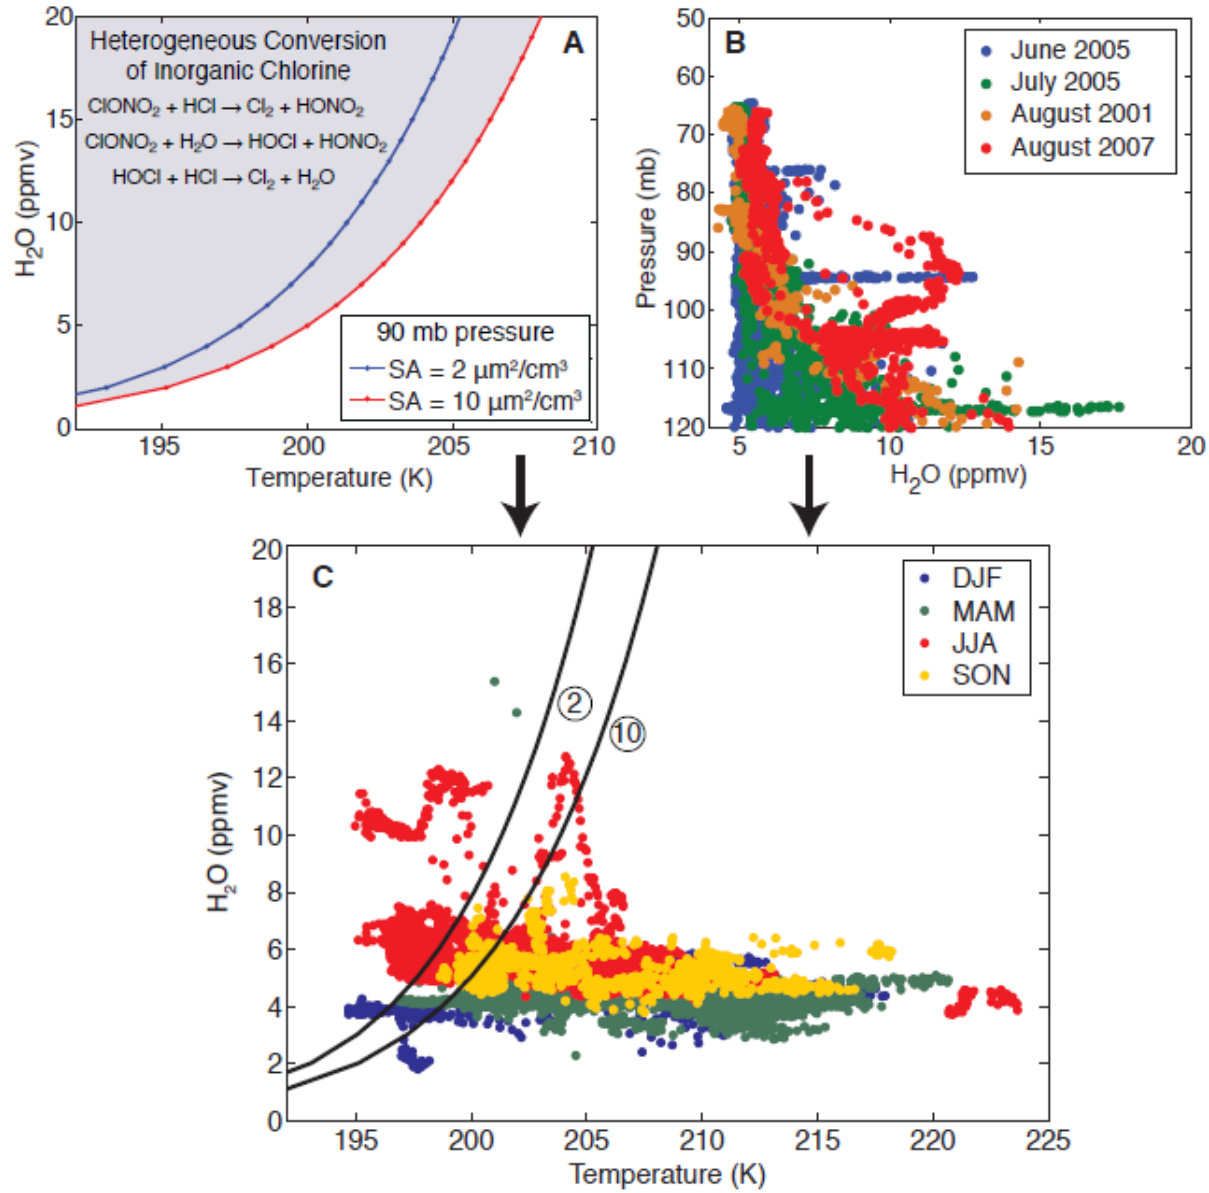 A
Heterogeneous Conversion
of Inorganic Chlorine
ClONO₂ + HCl → Cl₂ + HONO₂
ClONO₂ + H₂O → HOCl + HONO₂
HOCl + HCl → Cl₂ + H₂O
90 mb pressure
SA = 2 µm²/cm³
SA = 10 µm²/cm³
20
15
10
5
0
H₂O (ppmv)
195 200 205 210
Temperature (K)
B
June 2005
July 2005
August 2001
August 2007
50
60
70
80
90
100
110
120
Pressure (mb)
5 10 15 20
H₂O (ppmv)
C
DJF
MAM
JJA
SON
2
10
20
18
16
14
12
10
8
6
4
2
0
H₂O (ppmv)
195 200 205 210 215 220 225
Temperature (K)